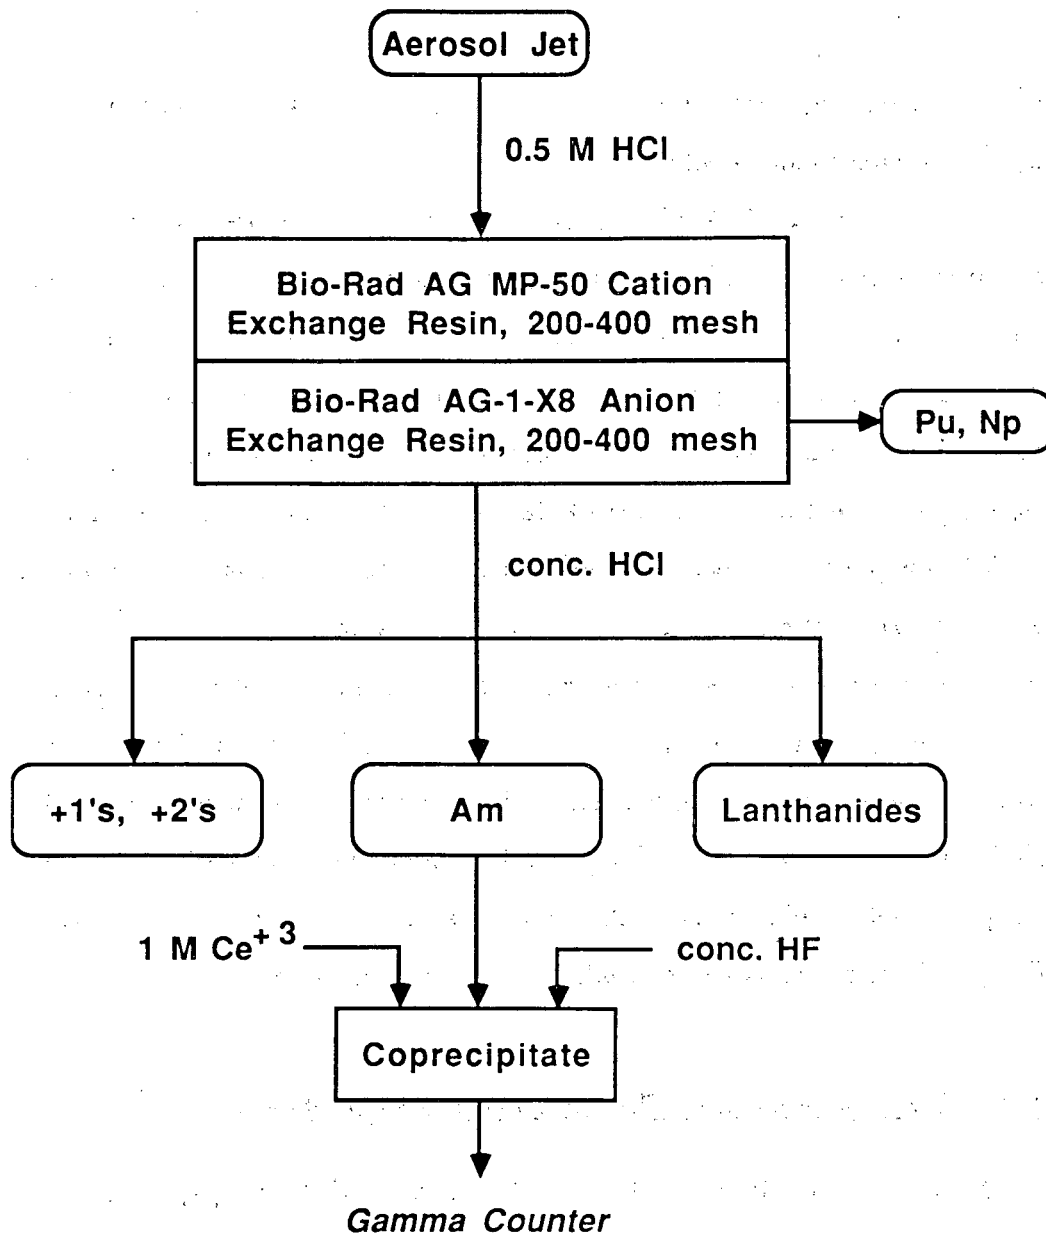 Aerosol Jet
0.5 M HCl
Bio-Rad AG MP-50 Cation
Exchange Resin, 200-400 mesh
Bio-Rad AG-1-X8 Anion
Exchange Resin, 200-400 mesh
Pu, Np
conc. HCl
+1's, +2's
Am
Lanthanides
1 M Ce+3
conc. HF
Coprecipitate
Gamma Counter